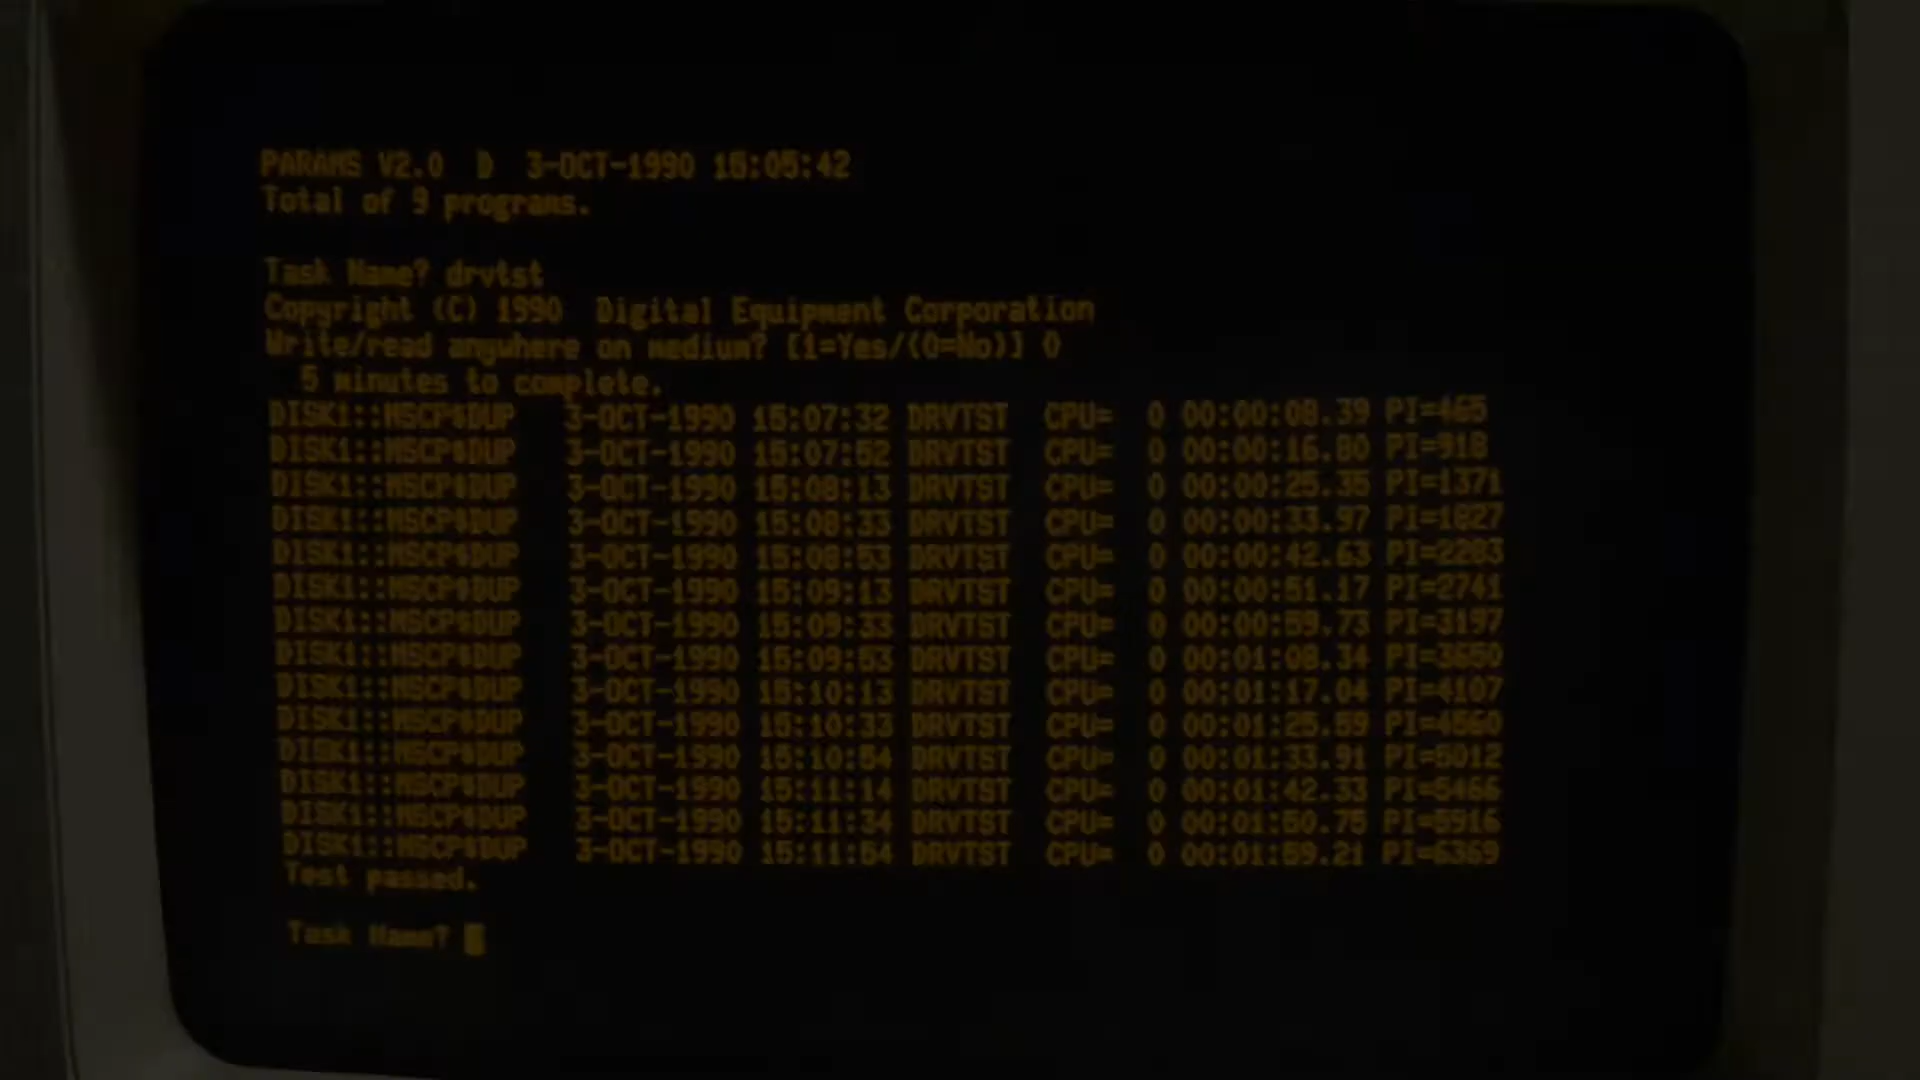 PARAMS V2.0  D  3-OCT-1990 15:05:42
Total of 9 programs.
Task Name? drvtst
Copyright (C) 1990  Digital Equipment Corporation
Write/read anywhere on medium? [1=Yes/(0=No)] 0
5 minutes to complete.
DISK1::MSCP$DUP   3-OCT-1990 15:07:32 DRVTST  CPU=  0 00:00:08.39 PI=465
DISK1::MSCP$DUP   3-OCT-1990 15:07:52 DRVTST  CPU=  0 00:00:16.80 PI=918
DISK1::MSCP$DUP   3-OCT-1990 15:08:13 DRVTST  CPU=  0 00:00:25.35 PI=1371
DISK1::MSCP$DUP   3-OCT-1990 15:08:33 DRVTST  CPU=  0 00:00:33.97 PI=1827
DISK1::MSCP$DUP   3-OCT-1990 15:08:53 DRVTST  CPU=  0 00:00:42.63 PI=2283
DISK1::MSCP$DUP   3-OCT-1990 15:09:13 DRVTST  CPU=  0 00:00:51.17 PI=2741
DISK1::MSCP$DUP   3-OCT-1990 15:09:33 DRVTST  CPU=  0 00:00:59.73 PI=3197
DISK1::MSCP$DUP   3-OCT-1990 15:09:53 DRVTST  CPU=  0 00:01:08.34 PI=3650
DISK1::MSCP$DUP   3-OCT-1990 15:10:13 DRVTST  CPU=  0 00:01:17.04 PI=4107
DISK1::MSCP$DUP   3-OCT-1990 15:10:33 DRVTST  CPU=  0 00:01:25.59 PI=4560
DISK1::MSCP$DUP   3-OCT-1990 15:10:54 DRVTST  CPU=  0 00:01:33.91 PI=5012
DISK1::MSCP$DUP   3-OCT-1990 15:11:14 DRVTST  CPU=  0 00:01:42.33 PI=5466
DISK1::MSCP$DUP   3-OCT-1990 15:11:34 DRVTST  CPU=  0 00:01:50.75 PI=5916
DISK1::MSCP$DUP   3-OCT-1990 15:11:54 DRVTST  CPU=  0 00:01:59.21 PI=6369
Test passed.
Task Name?